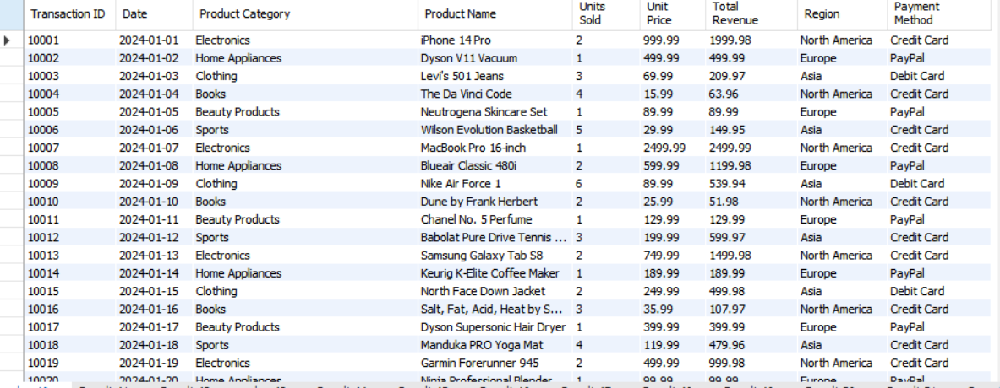 Transaction ID Date Product Category Product Name Units Sold Unit Price Total Revenue Region Payment Method
10001 2024-01-01 Electronics iPhone 14 Pro 2 999.99 1999.98 North America Credit Card
10002 2024-01-02 Home Appliances Dyson V11 Vacuum 1 499.99 499.99 Europe PayPal
10003 2024-01-03 Clothing Levi's 501 Jeans 3 69.99 209.97 Asia Debit Card
10004 2024-01-04 Books The Da Vinci Code 4 15.99 63.96 North America Credit Card
10005 2024-01-05 Beauty Products Neutrogena Skincare Set 1 89.99 89.99 Europe PayPal
10006 2024-01-06 Sports Wilson Evolution Basketball 5 29.99 149.95 Asia Credit Card
10007 2024-01-07 Electronics MacBook Pro 16-inch 1 2499.99 2499.99 North America Credit Card
10008 2024-01-08 Home Appliances Blueair Classic 480i 2 599.99 1199.98 Europe PayPal
10009 2024-01-09 Clothing Nike Air Force 1 6 89.99 539.94 Asia Debit Card
10010 2024-01-10 Books Dune by Frank Herbert 2 25.99 51.98 North America Credit Card
10011 2024-01-11 Beauty Products Chanel No. 5 Perfume 1 129.99 129.99 Europe PayPal
10012 2024-01-12 Sports Babolat Pure Drive Tennis ... 3 199.99 599.97 Asia Credit Card
10013 2024-01-13 Electronics Samsung Galaxy Tab S8 2 749.99 1499.98 North America Credit Card
10014 2024-01-14 Home Appliances Keurig K-Elite Coffee Maker 1 189.99 189.99 Europe PayPal
10015 2024-01-15 Clothing North Face Down Jacket 2 249.99 499.98 Asia Debit Card
10016 2024-01-16 Books Salt, Fat, Acid, Heat by S... 3 35.99 107.97 North America Credit Card
10017 2024-01-17 Beauty Products Dyson Supersonic Hair Dryer 1 399.99 399.99 Europe PayPal
10018 2024-01-18 Sports Manduka PRO Yoga Mat 4 119.99 479.96 Asia Credit Card
10019 2024-01-19 Electronics Garmin Forerunner 945 2 499.99 999.98 North America Credit Card
10020 2024-01-20 Home Appliances Ninja Professional Blender 1 99.99 99.99 Europe PayPal